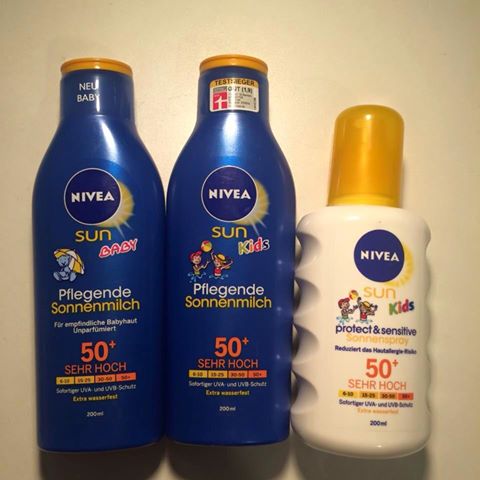 NEU
BABY
NIVEA
sun
BABY
Pflegende
Sonnenmilch
Für empfindliche Babyhaut
Unparfümiert
50+
SEHR HOCH
6-10 15-25 30-50 50+
Sofortiger UVA- und UVB-Schutz
Extra wasserfest
200ml
TESTSIEGER
GUT (1,9)
NIVEA
sun
Kids
Pflegende
Sonnenmilch
50+
SEHR HOCH
6-10 15-25 30-50 50+
Sofortiger UVA- und UVB-Schutz
Extra wasserfest
200ml
NIVEA
sun
Kids
protect & sensitive
Sonnenspray
Reduziert das Hautallergie-Risiko
50+
SEHR HOCH
6-10 15-25 30-50 50+
Sofortiger UVA- und UVB-Schutz
Extra wasserfest
200ml